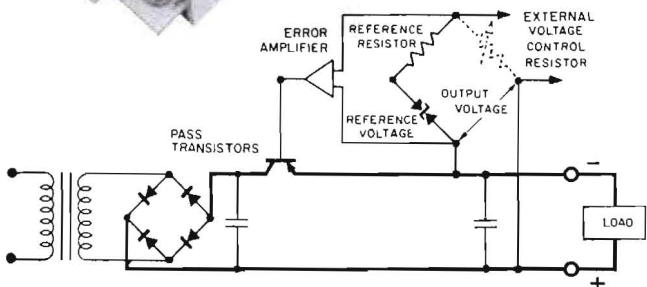 ERROR
AMPLIFIER
REFERENCE
RESISTOR
EXTERNAL
VOLTAGE
CONTROL
RESISTOR
OUTPUT
VOLTAGE
REFERENCE
VOLTAGE
PASS
TRANSISTORS
−
LOAD
+